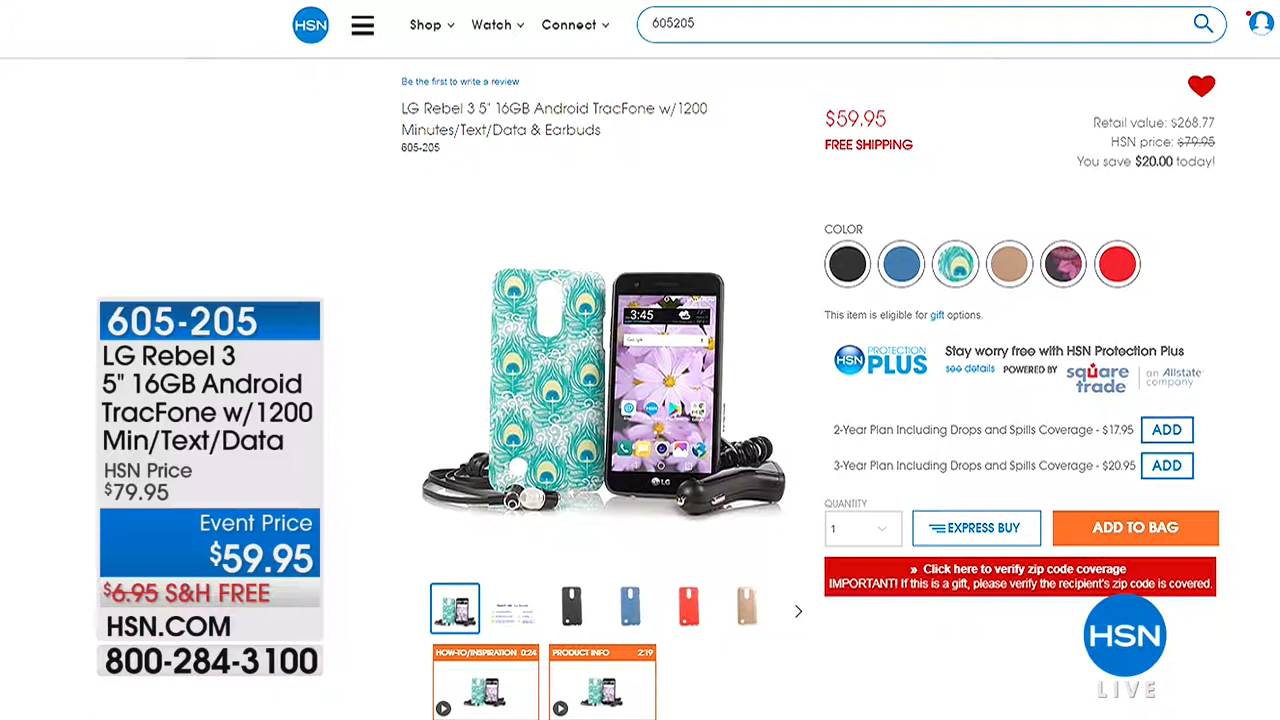 HSN
Shop
Watch
Connect
605205
Be the first to write a review
LG Rebel 3 5" 16GB Android TracFone w/1200
Minutes/Text/Data & Earbuds
605-205
$59.95
FREE SHIPPING
Retail value: $268.77
HSN price: $79.95
You save $20.00 today!
COLOR
This item is eligible for gift options.
HSN PROTECTION
PLUS
Stay worry free with HSN Protection Plus
see details POWERED BY square trade | an Allstate company
2-Year Plan Including Drops and Spills Coverage - $17.95 ADD
3-Year Plan Including Drops and Spills Coverage - $20.95 ADD
QUANTITY
1
EXPRESS BUY
ADD TO BAG
» Click here to verify zip code coverage
IMPORTANT! If this is a gift, please verify the recipient's zip code is covered.
605-205
LG Rebel 3
5" 16GB Android
TracFone w/1200
Min/Text/Data
HSN Price
$79.95
Event Price
$59.95
$6.95 S&H FREE
HSN.COM
800-284-3100
3:45
Google
LG
HOW-TO/INSPIRATION 0:24
PRODUCT INFO 2:19
HSN
LIVE